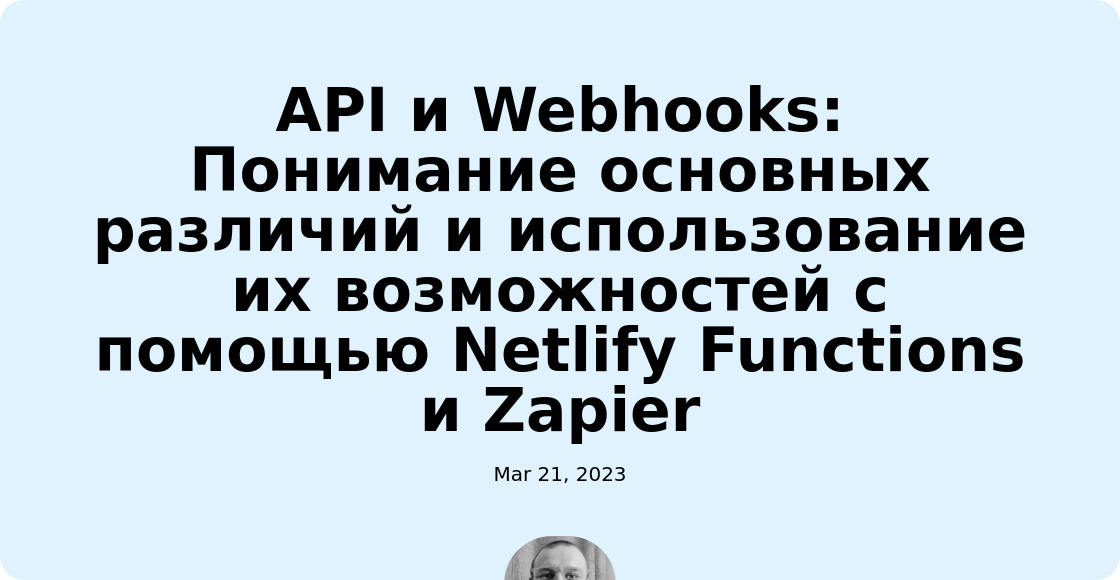 API и Webhooks:
Понимание основных
различий и использование
их возможностей с
помощью Netlify Functions
и Zapier
Mar 21, 2023